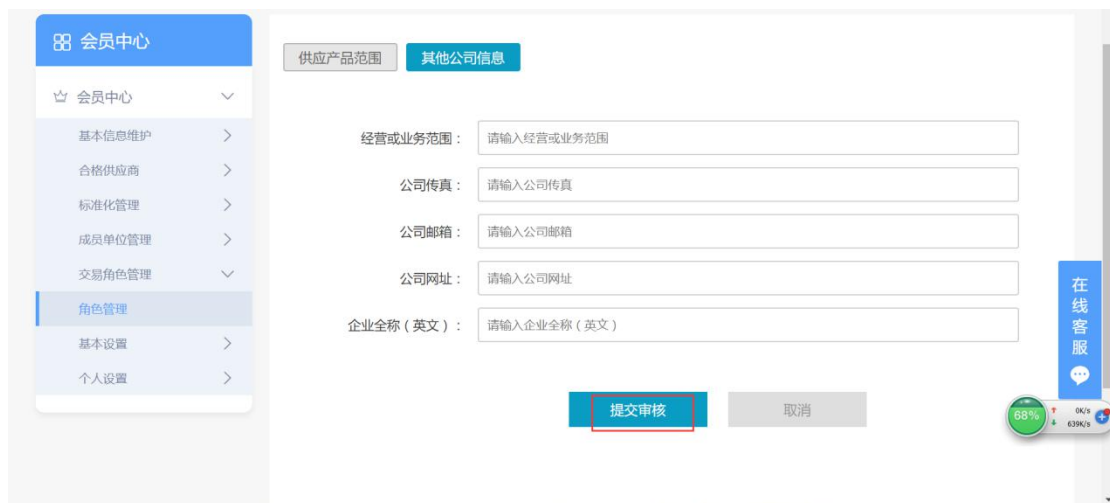 会员中心
会员中心
基本信息维护
合格供应商
标准化管理
成员单位管理
交易角色管理
角色管理
基本设置
个人设置
供应产品范围 其他公司信息
经营或业务范围： 请输入经营或业务范围
公司传真： 请输入公司传真
公司邮箱： 请输入公司邮箱
公司网址： 请输入公司网址
企业全称（英文）： 请输入企业全称（英文）
提交审核 取消
在线客服
68% 0K/s
639K/s